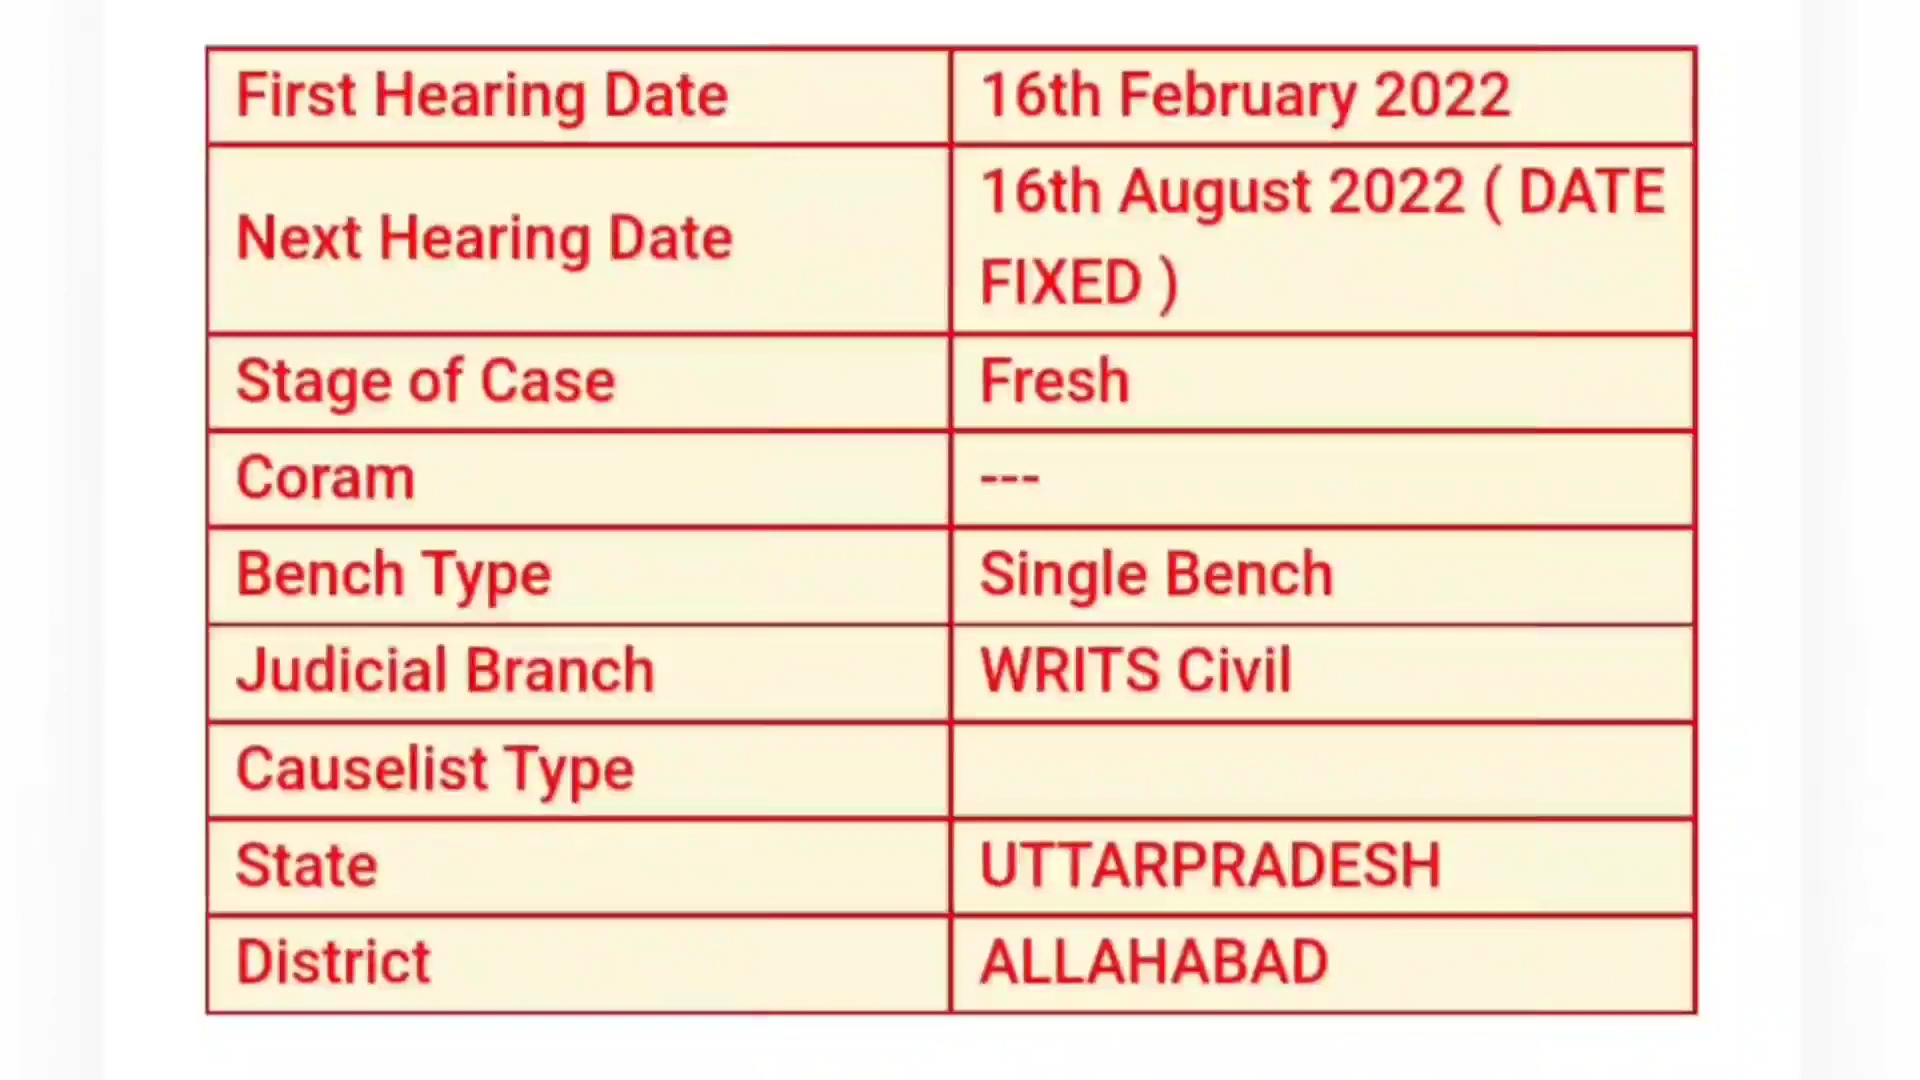 First Hearing Date 16th February 2022
Next Hearing Date 16th August 2022 ( DATE
FIXED )
Stage of Case Fresh
Coram ---
Bench Type Single Bench
Judicial Branch WRITS Civil
Causelist Type
State UTTARPRADESH
District ALLAHABAD